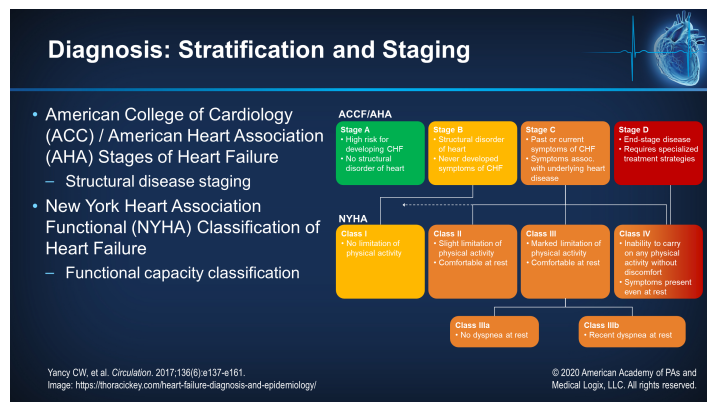 Diagnosis: Stratification and Staging
• American College of Cardiology
(ACC) / American Heart Association
(AHA) Stages of Heart Failure
– Structural disease staging
• New York Heart Association
Functional (NYHA) Classification of
Heart Failure
– Functional capacity classification
ACCF/AHA
Stage A
• High risk for
developing CHF
• No structural
disorder of heart
Stage B
• Structural disorder
of heart
• Never developed
symptoms of CHF
Stage C
• Past or current
symptoms of CHF
• Symptoms assoc.
with underlying heart
disease
Stage D
• End-stage disease
• Requires specialized
treatment strategies
NYHA
Class I
• No limitation of
physical activity
Class II
• Slight limitation of
physical activity
• Comfortable at rest
Class III
• Marked limitation of
physical activity
• Comfortable at rest
Class IV
• Inability to carry
on any physical
activity without
discomfort
• Symptoms present
even at rest
Class IIIa
• No dyspnea at rest
Class IIIb
• Recent dyspnea at rest
Yancy CW, et al. Circulation. 2017;136(6):e137-e161.
Image: https://thoracickey.com/heart-failure-diagnosis-and-epidemiology/
© 2020 American Academy of PAs and
Medical Logix, LLC. All rights reserved.